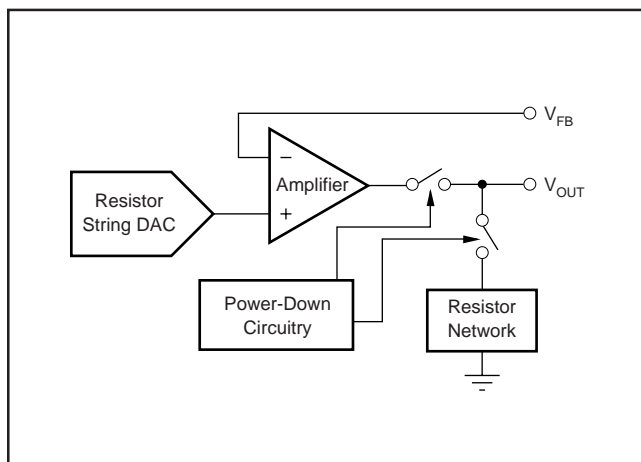 V_FB
−
Amplifier
+
V_OUT
Resistor
String DAC
Power-Down
Circuitry
Resistor
Network